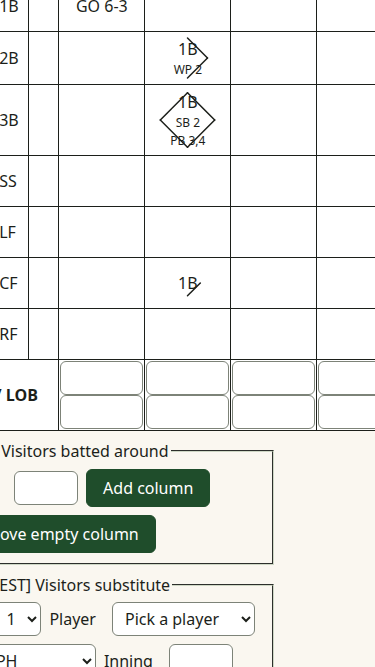 1B GO 6-3
2B 1B
WP 2
3B 1B
SB 2
PB 3,4
SS
LF
CF 1B
RF
/ LOB
Visitors batted around
Add column
ove empty column
EST] Visitors substitute
1 Player Pick a player
PH Inning